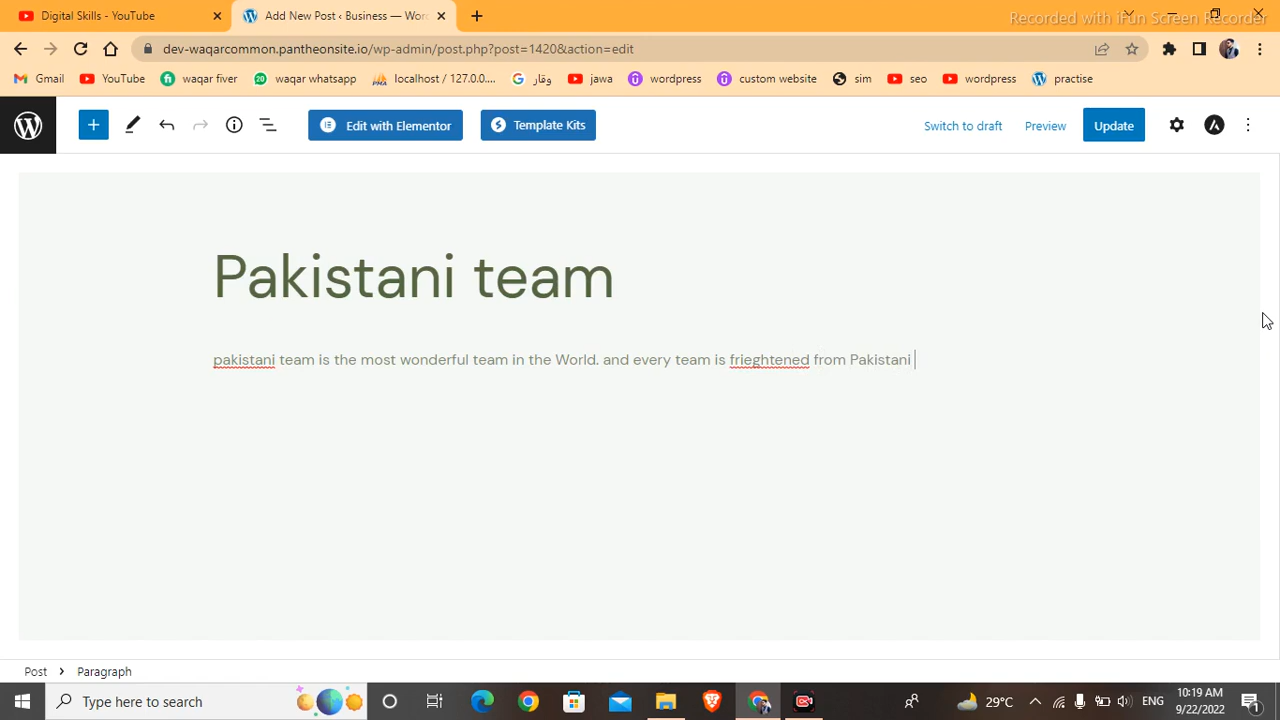 Digital Skills - YouTube
Add New Post ‹ Business — Wor
Recorded with iFun Screen Recorder
dev-waqarcommon.pantheonsite.io/wp-admin/post.php?post=1420&action=edit
Gmail YouTube waqar fiver 20 waqar whatsapp localhost / 127.0.0.... وقار jawa wordpress custom website sim seo wordpress practise
Edit with Elementor Template Kits Switch to draft Preview Update
Pakistani team
pakistani team is the most wonderful team in the World. and every team is frieghtened from Pakistani
Post Paragraph
Type here to search 29°C ENG 10:19 AM
9/22/2022 1